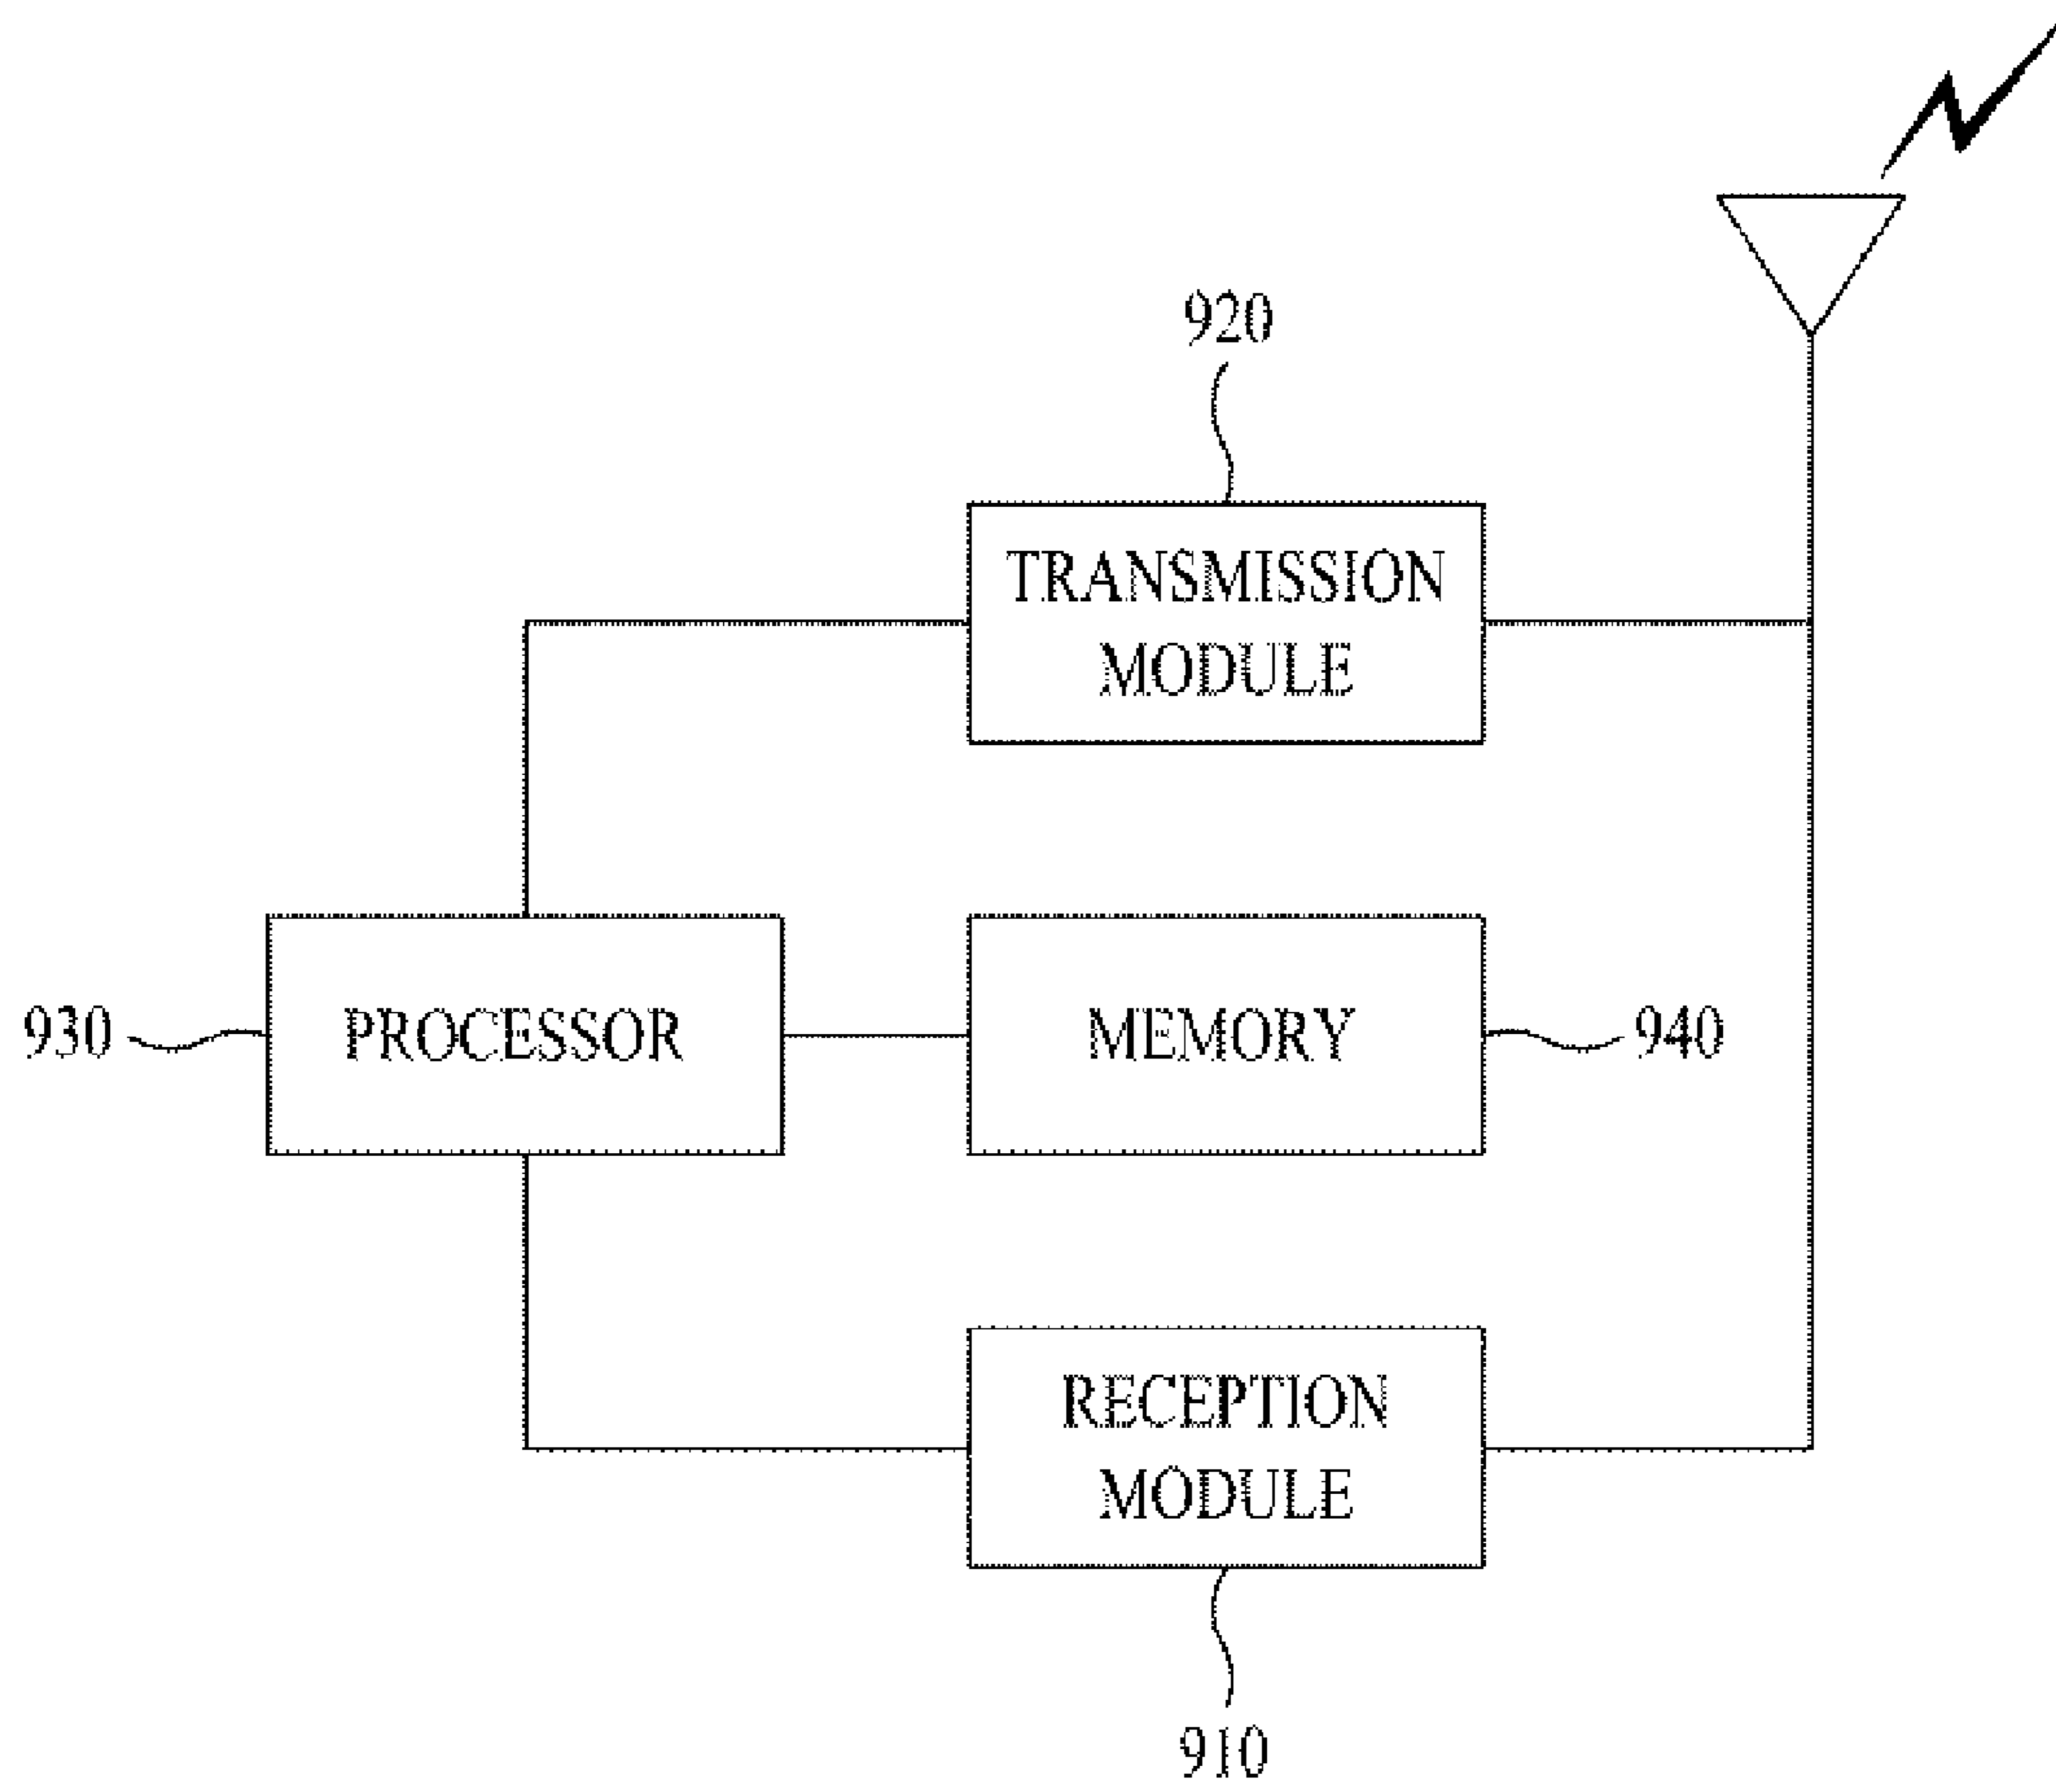 920
TRANSMISSION
MODULE
930
PROCESSOR
MEMORY
940
RECEPTION
MODULE
910